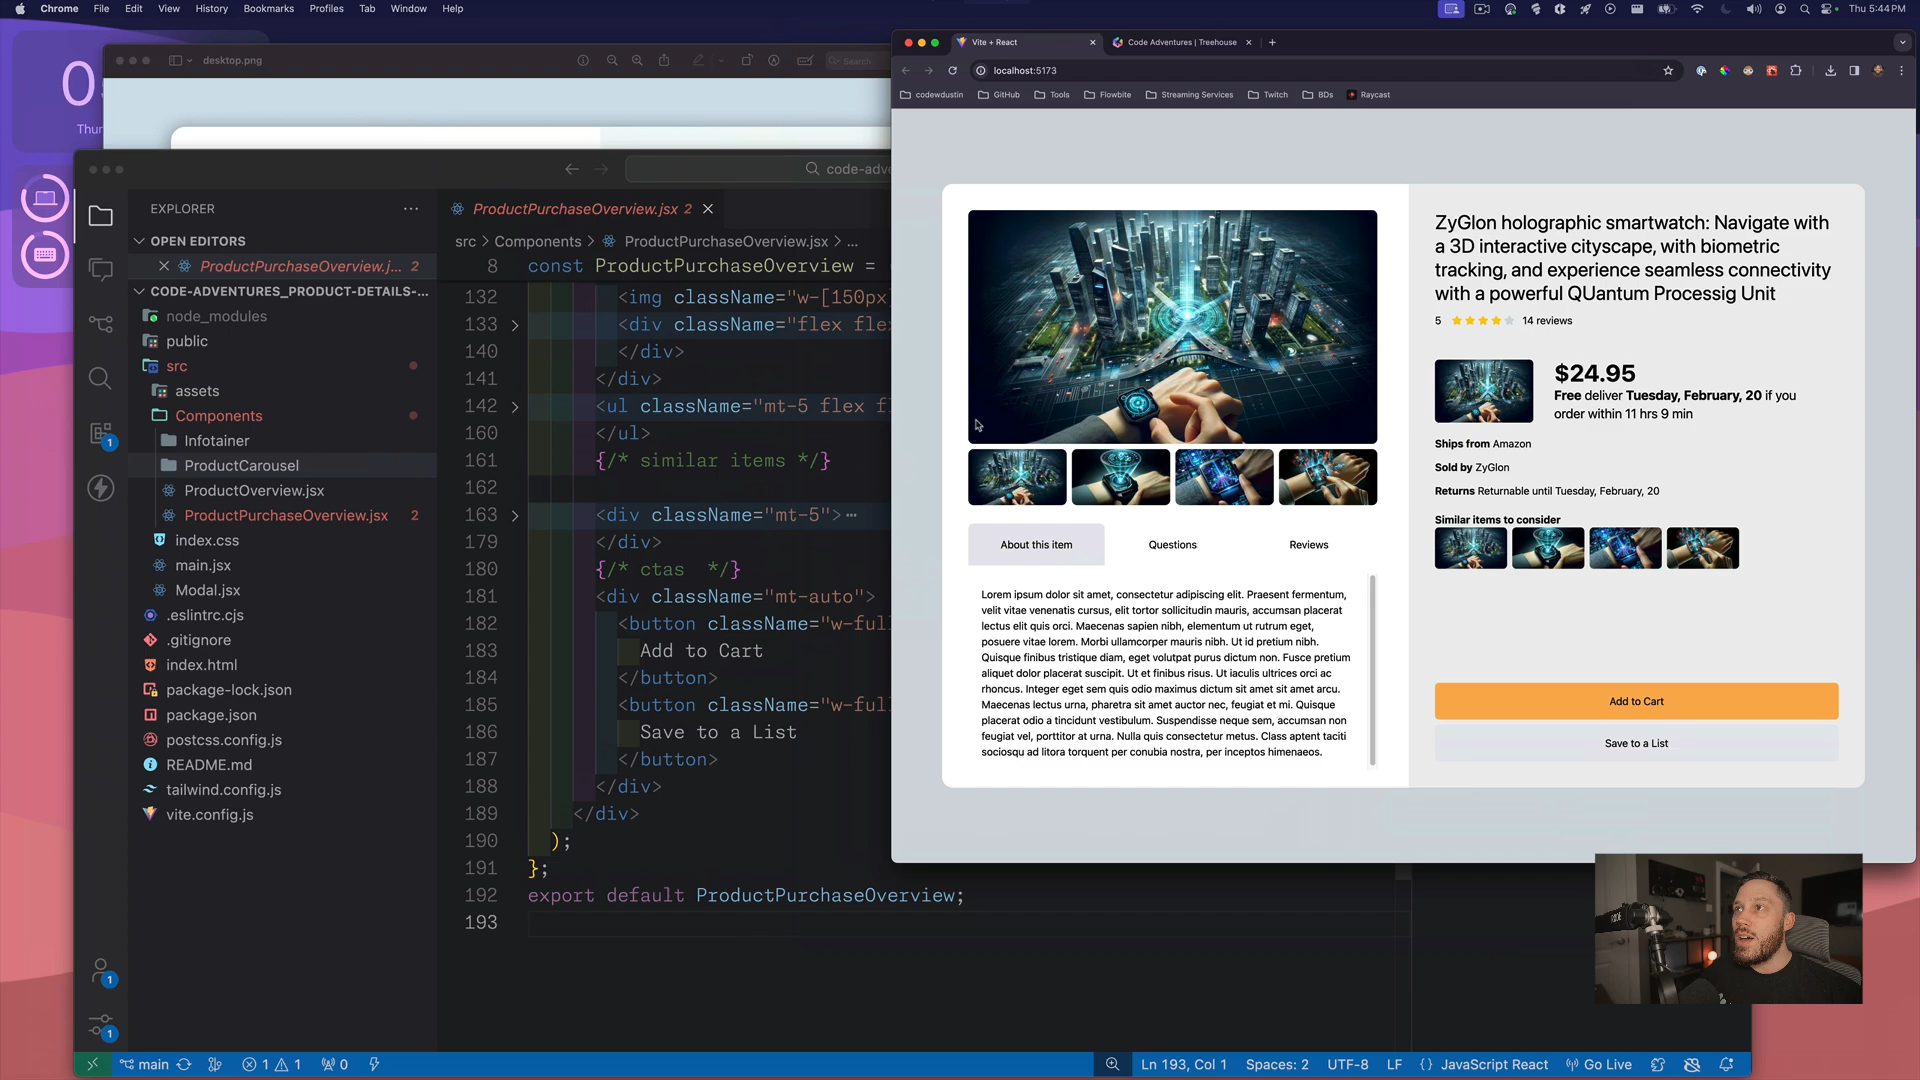 Chrome File Edit View History Bookmarks Profiles Tab Window Help Thu 5:44PM
0
Thur
desktop.png
Search
Vite + React
Code Adventures | Treehouse
localhost:5173
codewdustin GitHub Tools Flowbite Streaming Services Twitch BDs Raycast
code-adve
EXPLORER
OPEN EDITORS
ProductPurchaseOverview.j... 2
CODE-ADVENTURES_PRODUCT-DETAILS-...
node_modules
public
src
assets
Components
Infotainer
ProductCarousel
ProductOverview.jsx
ProductPurchaseOverview.jsx 2
index.css
main.jsx
Modal.jsx
.eslintrc.cjs
.gitignore
index.html
package-lock.json
package.json
postcss.config.js
README.md
tailwind.config.js
vite.config.js
1
1
1
ProductPurchaseOverview.jsx 2
src > Components > ProductPurchaseOverview.jsx > ...
8 const ProductPurchaseOverview =
132 <img className="w-[150px]
133 <div className="flex fle
140 </div>
141 </div>
142 <ul className="mt-5 flex fl
160 </ul>
161 {/* similar items */}
162
163 <div className="mt-5">⋯
179 </div>
180 {/* ctas  */}
181 <div className="mt-auto">
182 <button className="w-full
183 Add to Cart
184 </button>
185 <button className="w-full
186 Save to a List
187 </button>
188 </div>
189 </div>
190 );
191 };
192 export default ProductPurchaseOverview;
193
ZyGlon holographic smartwatch: Navigate with
a 3D interactive cityscape, with biometric
tracking, and experience seamless connectivity
with a powerful QUantum Processig Unit
5 14 reviews
$24.95
Free deliver Tuesday, February, 20 if you
order within 11 hrs 9 min
Ships from Amazon
Sold by ZyGlon
Returns Returnable until Tuesday, February, 20
Similar items to consider
Add to Cart
Save to a List
About this item Questions Reviews
Lorem ipsum dolor sit amet, consectetur adipiscing elit. Praesent fermentum,
velit vitae venenatis cursus, elit tortor sollicitudin mauris, accumsan placerat
lectus elit quis orci. Maecenas sapien nibh, elementum ut rutrum eget,
posuere vitae lorem. Morbi ullamcorper mauris nibh. Ut id pretium nibh.
Quisque finibus tristique diam, eget volutpat purus dictum non. Fusce pretium
aliquet dolor placerat suscipit. Ut et finibus risus. Ut iaculis ultrices orci ac
rhoncus. Integer eget sem quis odio maximus dictum sit amet sit amet arcu.
Maecenas lectus urna, pharetra sit amet auctor nec, feugiat et mi. Quisque
placerat odio a tincidunt vestibulum. Suspendisse neque sem, accumsan non
feugiat vel, porttitor at urna. Nulla quis consectetur metus. Class aptent taciti
sociosqu ad litora torquent per conubia nostra, per inceptos himenaeos.
main 1 1 0 Ln 193, Col 1 Spaces: 2 UTF-8 LF {} JavaScript React Go Live